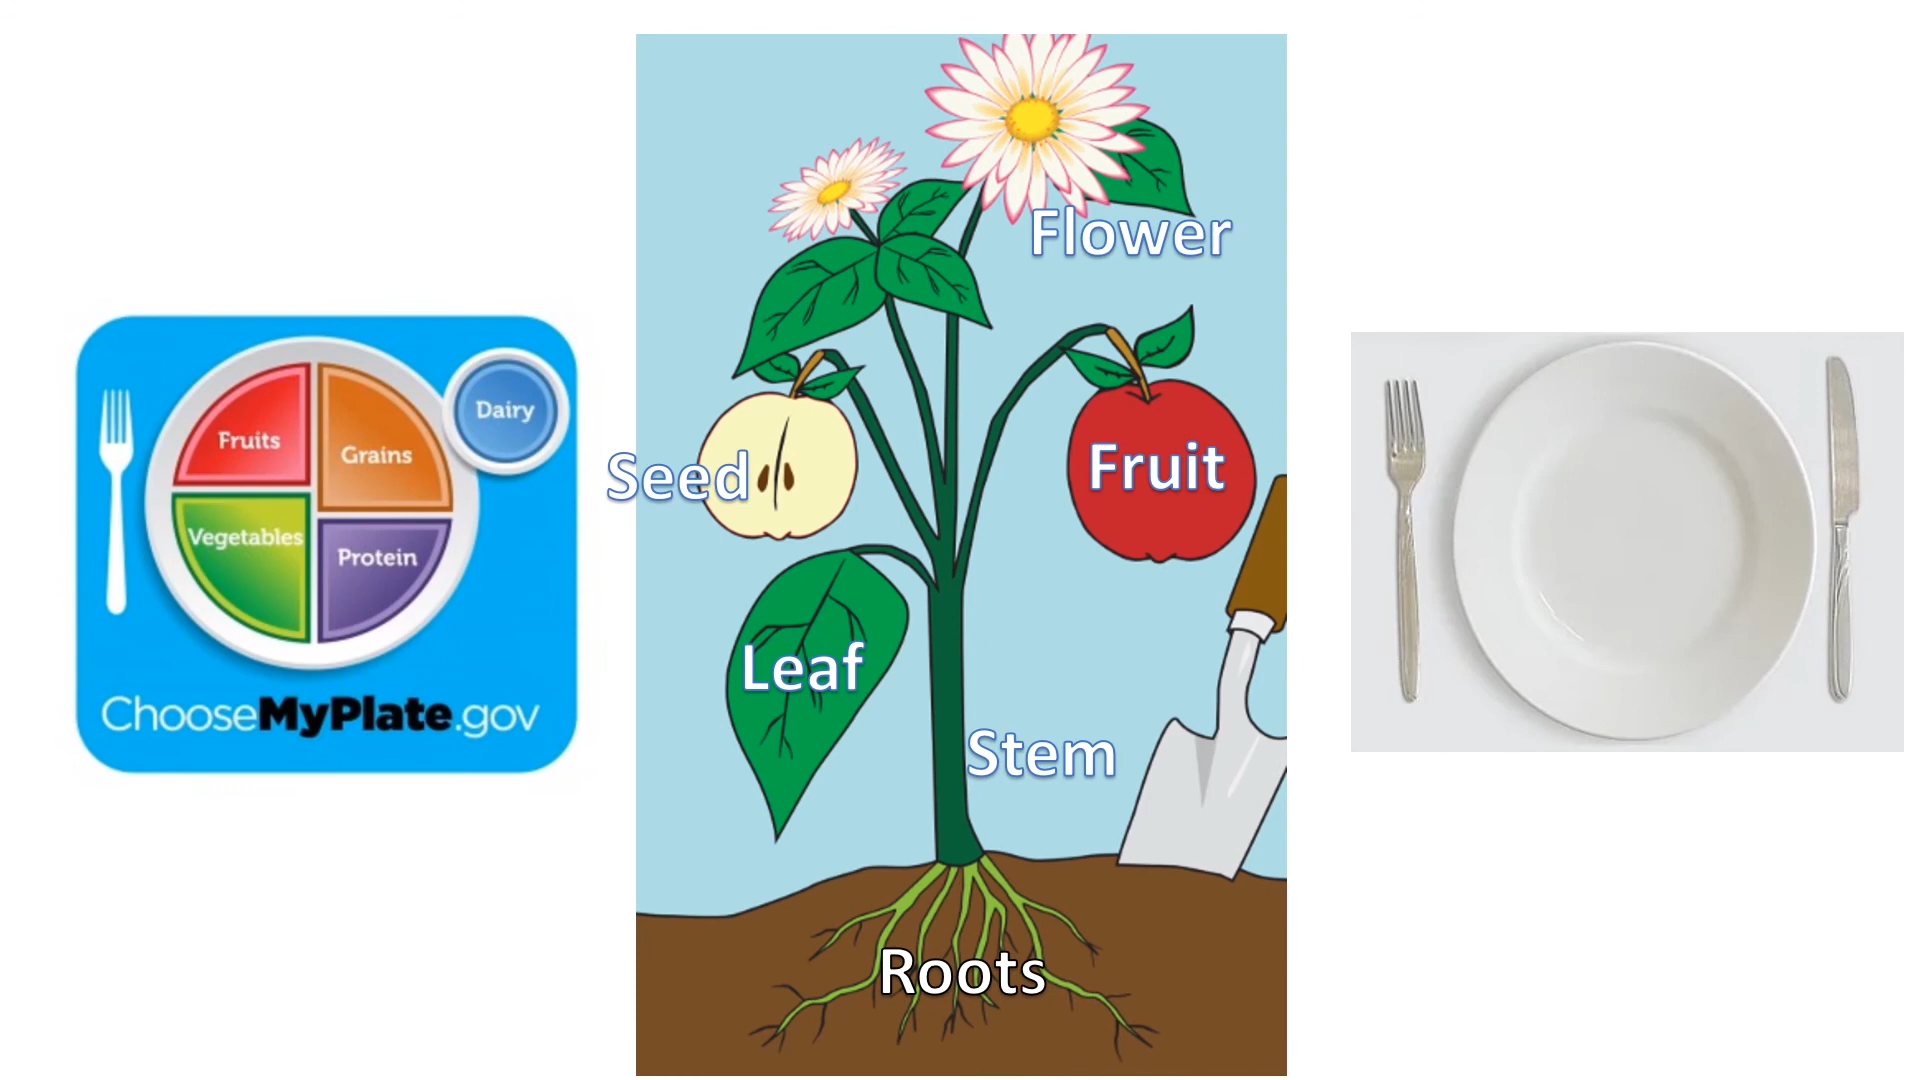 Fruits
Grains
Dairy
Vegetables
Protein
ChooseMyPlate.gov
Flower
Seed
Fruit
Leaf
Stem
Roots